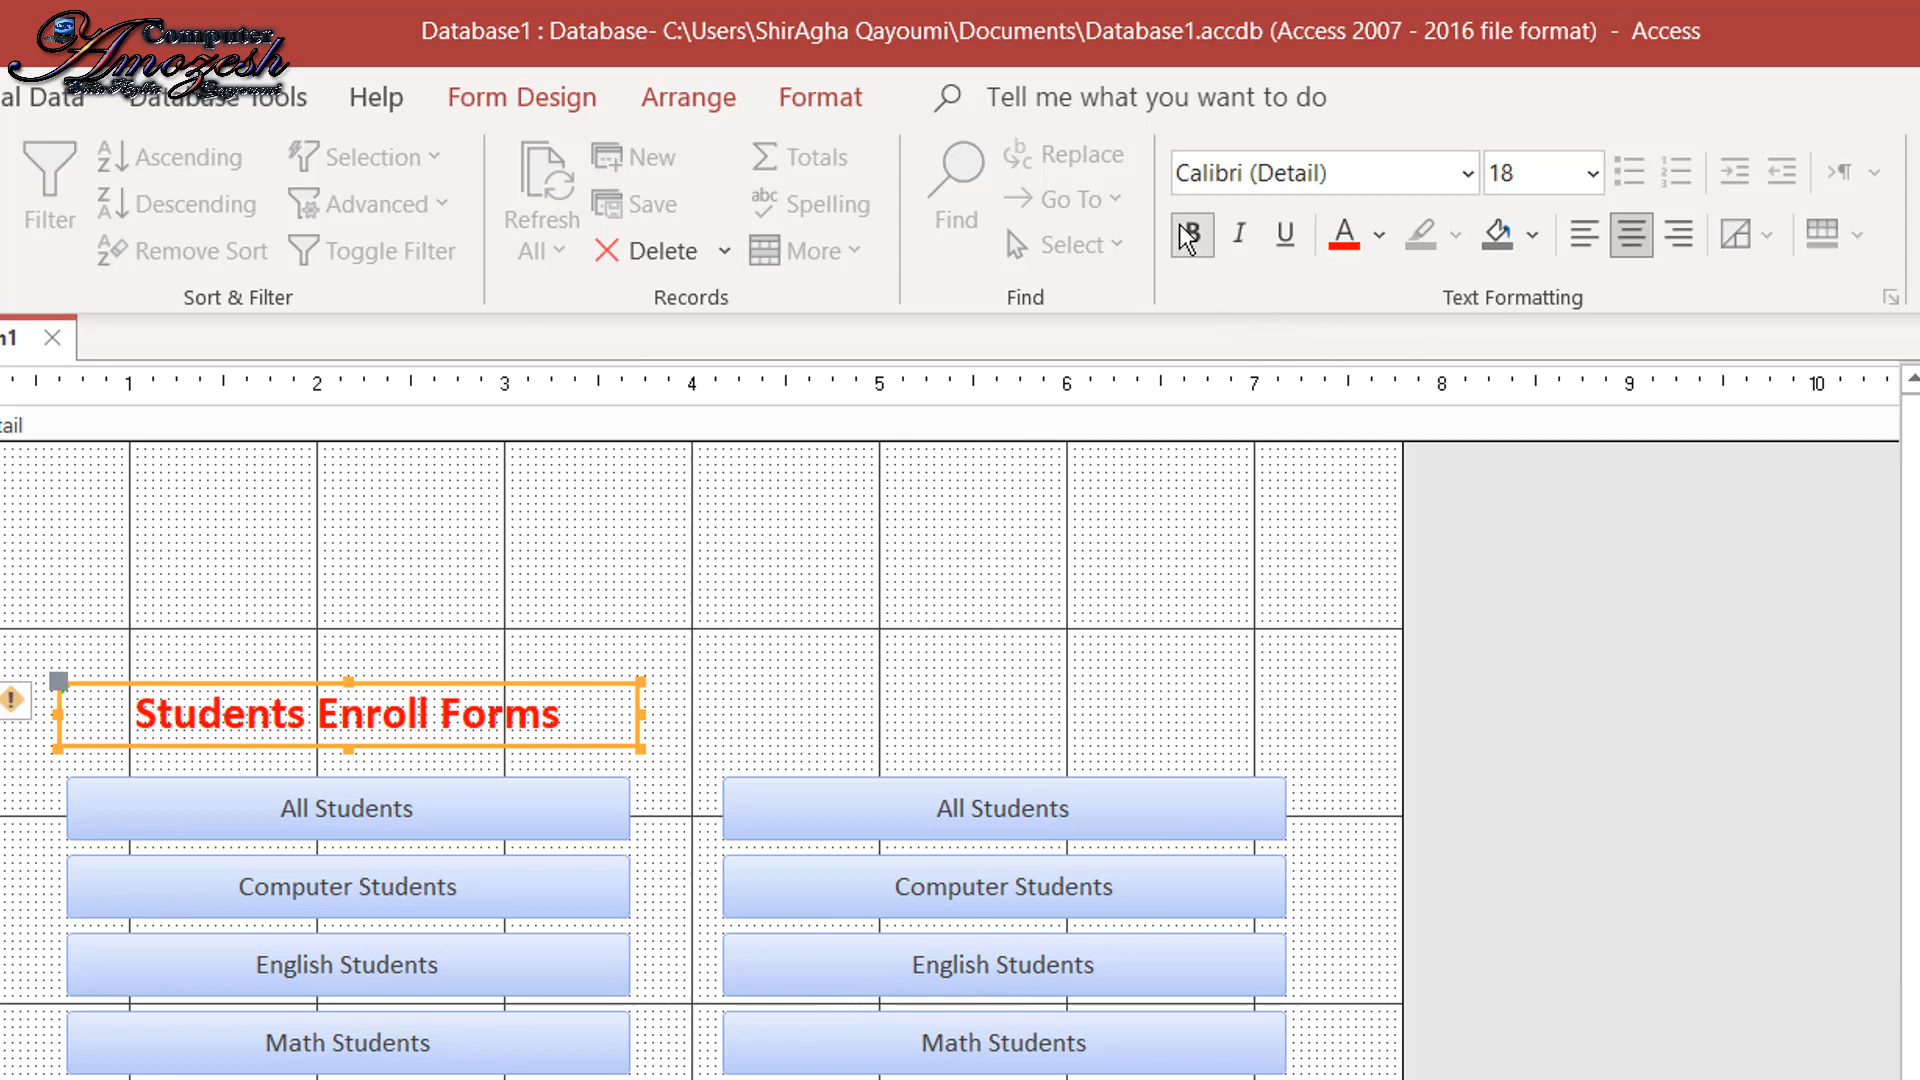 Database1 : Database- C:\Users\ShirAgha Qayoumi\Documents\Database1.accdb (Access 2007 - 2016 file format) - Access
Computer
Amozesh
al Data Database Tools Help Form Design Arrange Format Tell me what you want to do
Filter
Ascending
Descending
Remove Sort
Selection
Advanced
Toggle Filter
Sort & Filter
Refresh
All
New
Save
Delete
Totals
Spelling
More
Records
Find
Replace
Go To
Select
Find
Calibri (Detail) 18
B I U A
Text Formatting
m1
1 2 3 4 5 6 7 8 9 10
tail
Students Enroll Forms
All Students All Students
Computer Students Computer Students
English Students English Students
Math Students Math Students